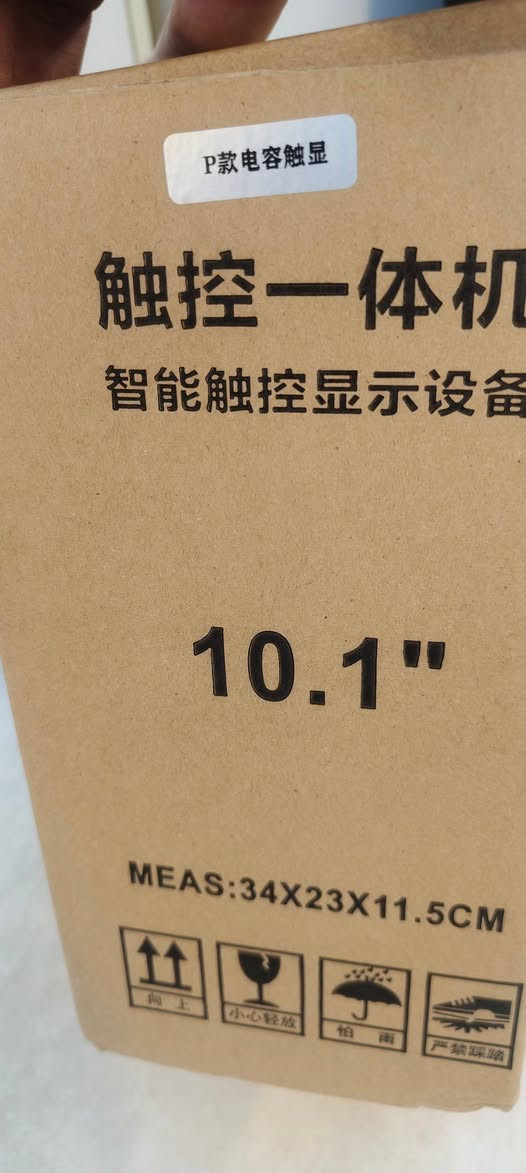 P款电容触显
触控一体机
智能触控显示设备
10.1"
MEAS:34X23X11.5CM
向 上
小心轻放
怕 雨
严禁踩踏